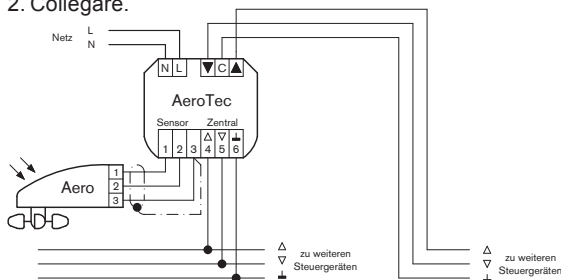 2. Collegare.
Netz
L
N
N L ▼ C ▲
AeroTec
Sensor Zentral
△ ▽
1 2 3 4 5 6
Aero
1
2
3
△
▽
zu weiteren
Steuergeräten
△
▽
zu weiteren
Steuergeräten